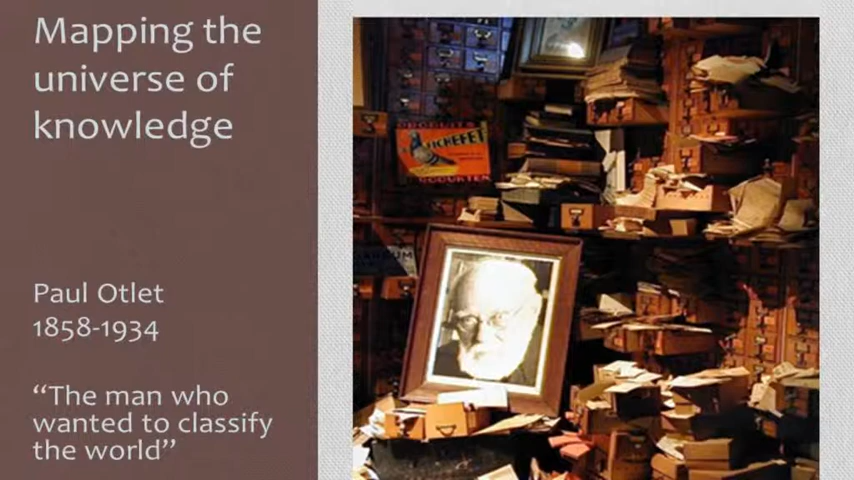 Mapping the
universe of
knowledge
Paul Otlet
1858-1934
“The man who
wanted to classify
the world”